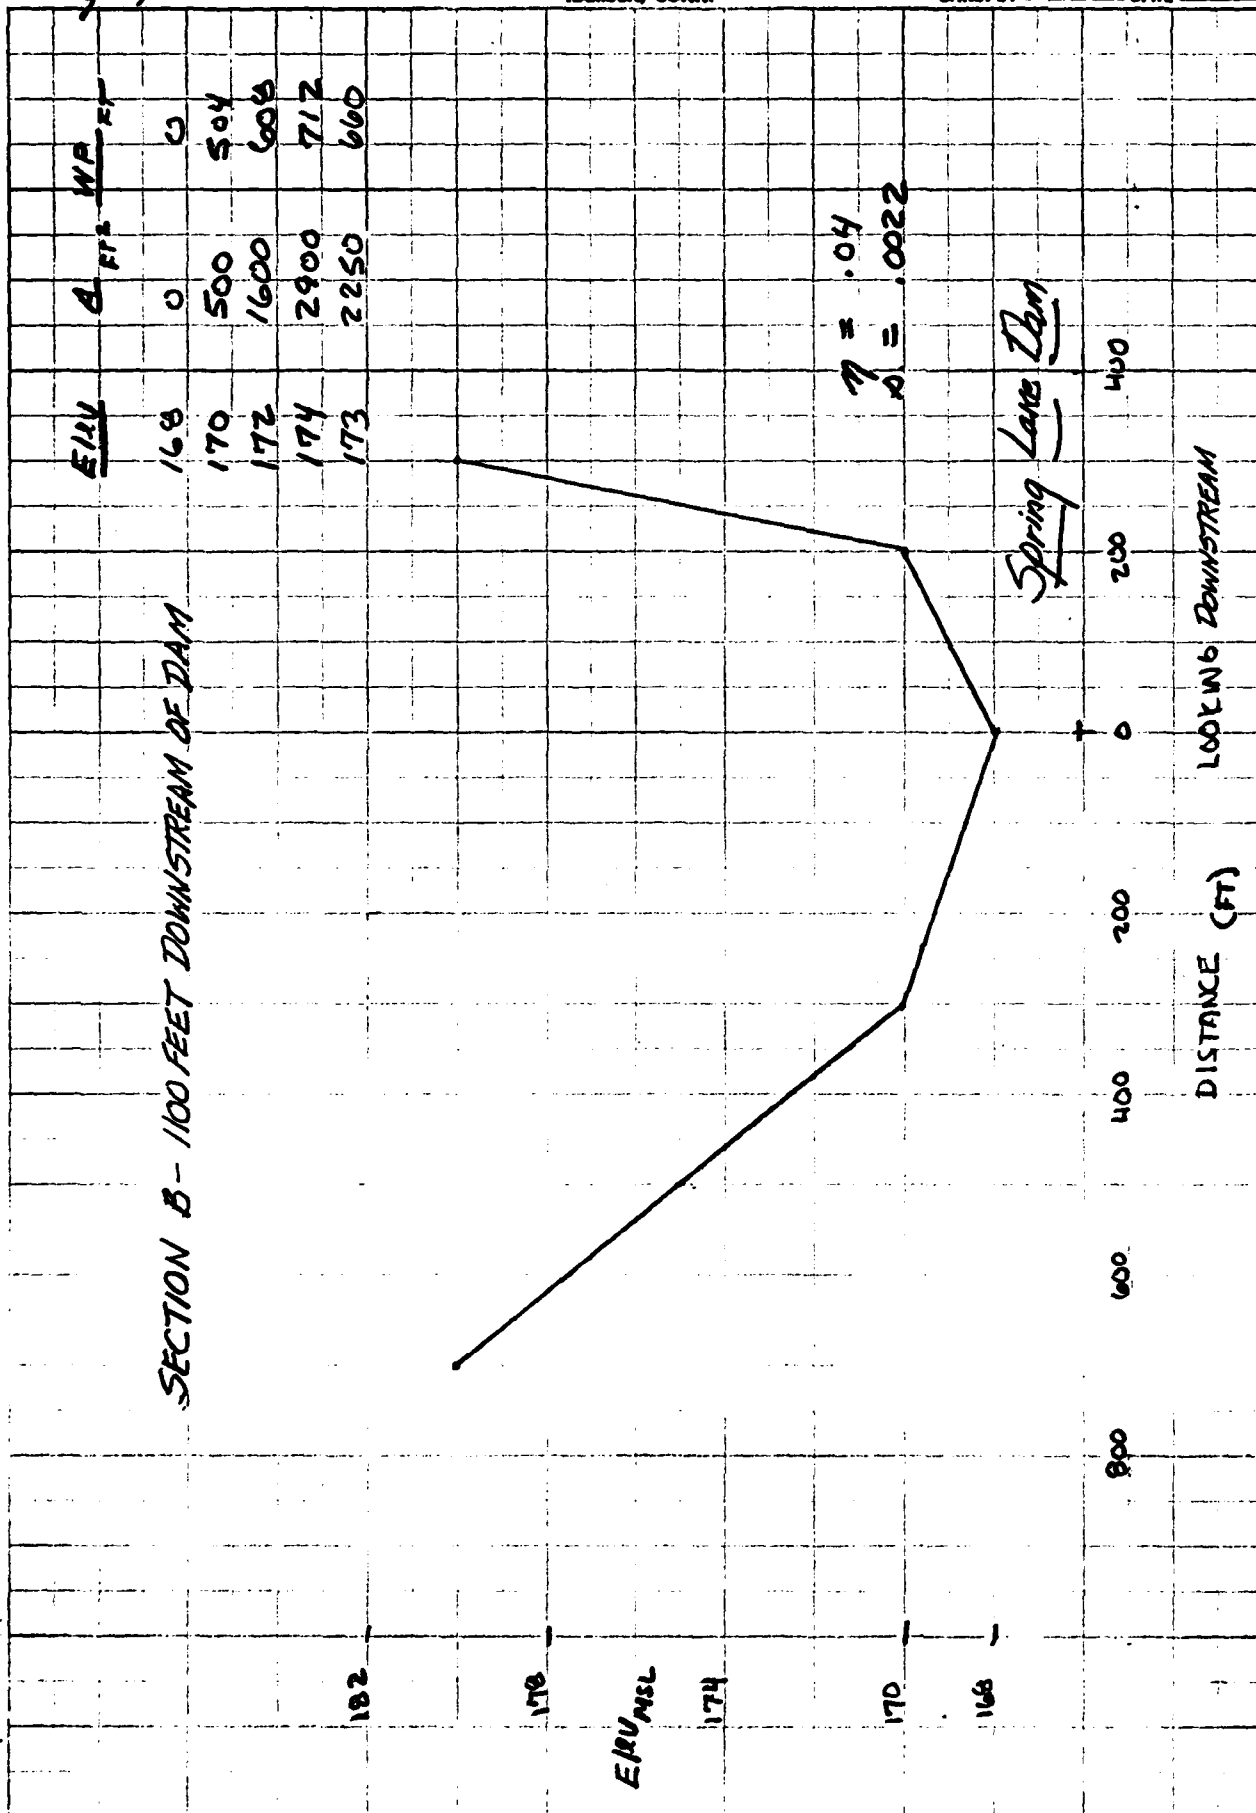 SECTION B - 1100 FEET DOWNSTREAM OF DAM
Elev A FT2 WP FT
168 0 0
170 500 504
172 1600 608
174 2900 712
173 2250 660
182
178
174
170
168
Elev MSL
n = .04
s = .0022
Spring Lake Dam
800 600 400 200 0 200 400
DISTANCE (FT) LOOKING DOWNSTREAM